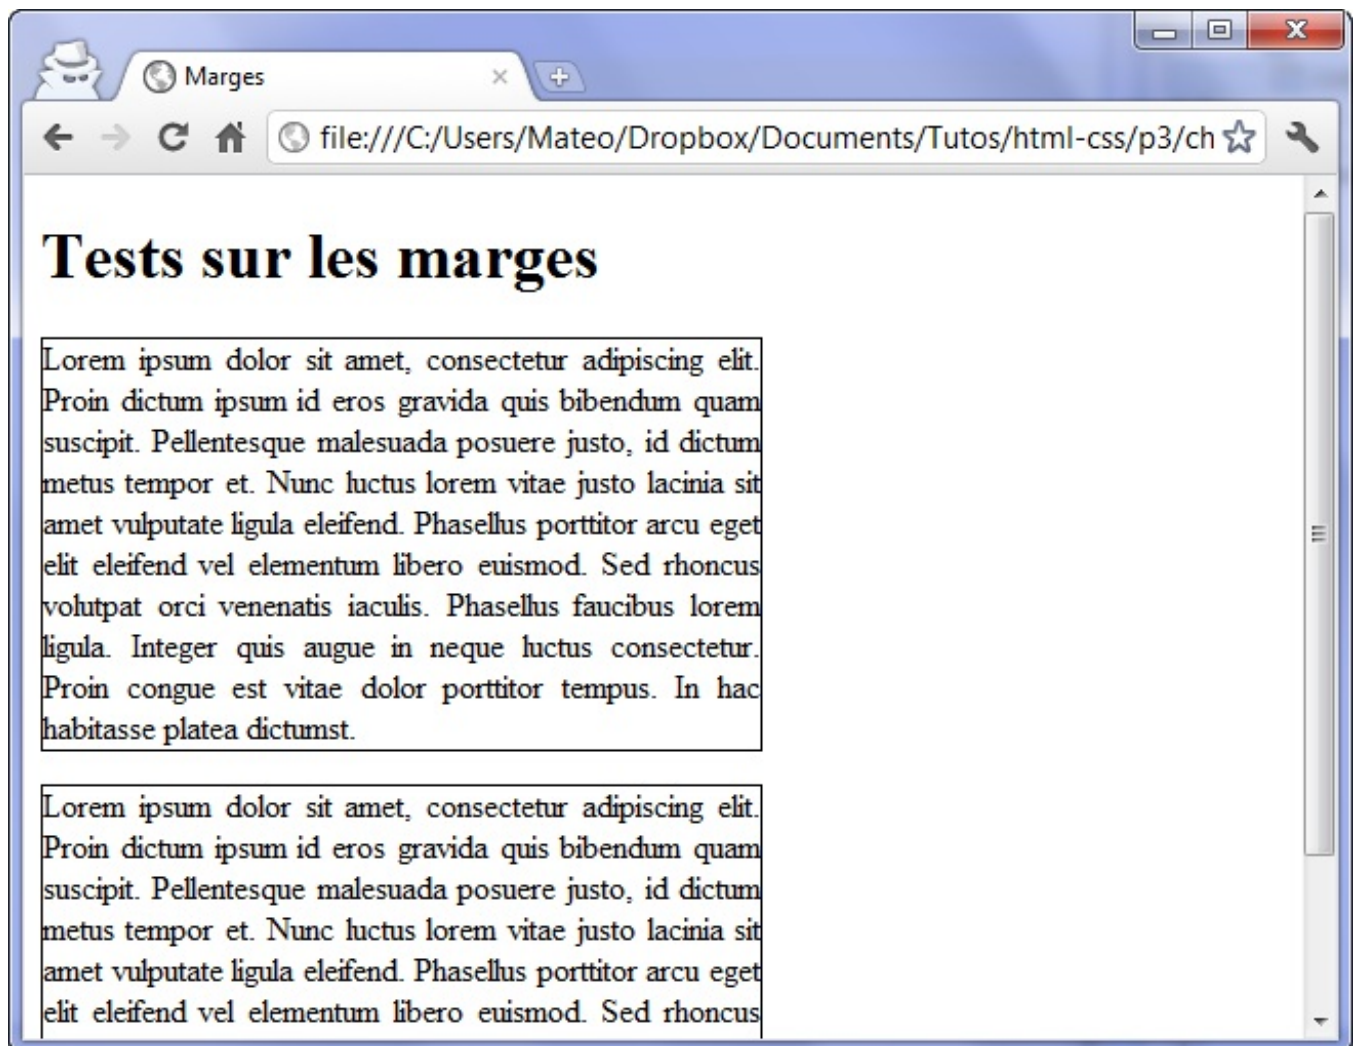 Marges
file:///C:/Users/Mateo/Dropbox/Documents/Tutos/html-css/p3/ch
Tests sur les marges
Lorem ipsum dolor sit amet, consectetur adipiscing elit.
Proin dictum ipsum id eros gravida quis bibendum quam
suscipit. Pellentesque malesuada posuere justo, id dictum
metus tempor et. Nunc luctus lorem vitae justo lacinia sit
amet vulputate ligula eleifend. Phasellus porttitor arcu eget
elit eleifend vel elementum libero euismod. Sed rhoncus
volutpat orci venenatis iaculis. Phasellus faucibus lorem
ligula. Integer quis augue in neque luctus consectetur.
Proin congue est vitae dolor porttitor tempus. In hac
habitasse platea dictumst.
Lorem ipsum dolor sit amet, consectetur adipiscing elit.
Proin dictum ipsum id eros gravida quis bibendum quam
suscipit. Pellentesque malesuada posuere justo, id dictum
metus tempor et. Nunc luctus lorem vitae justo lacinia sit
amet vulputate ligula eleifend. Phasellus porttitor arcu eget
elit eleifend vel elementum libero euismod. Sed rhoncus